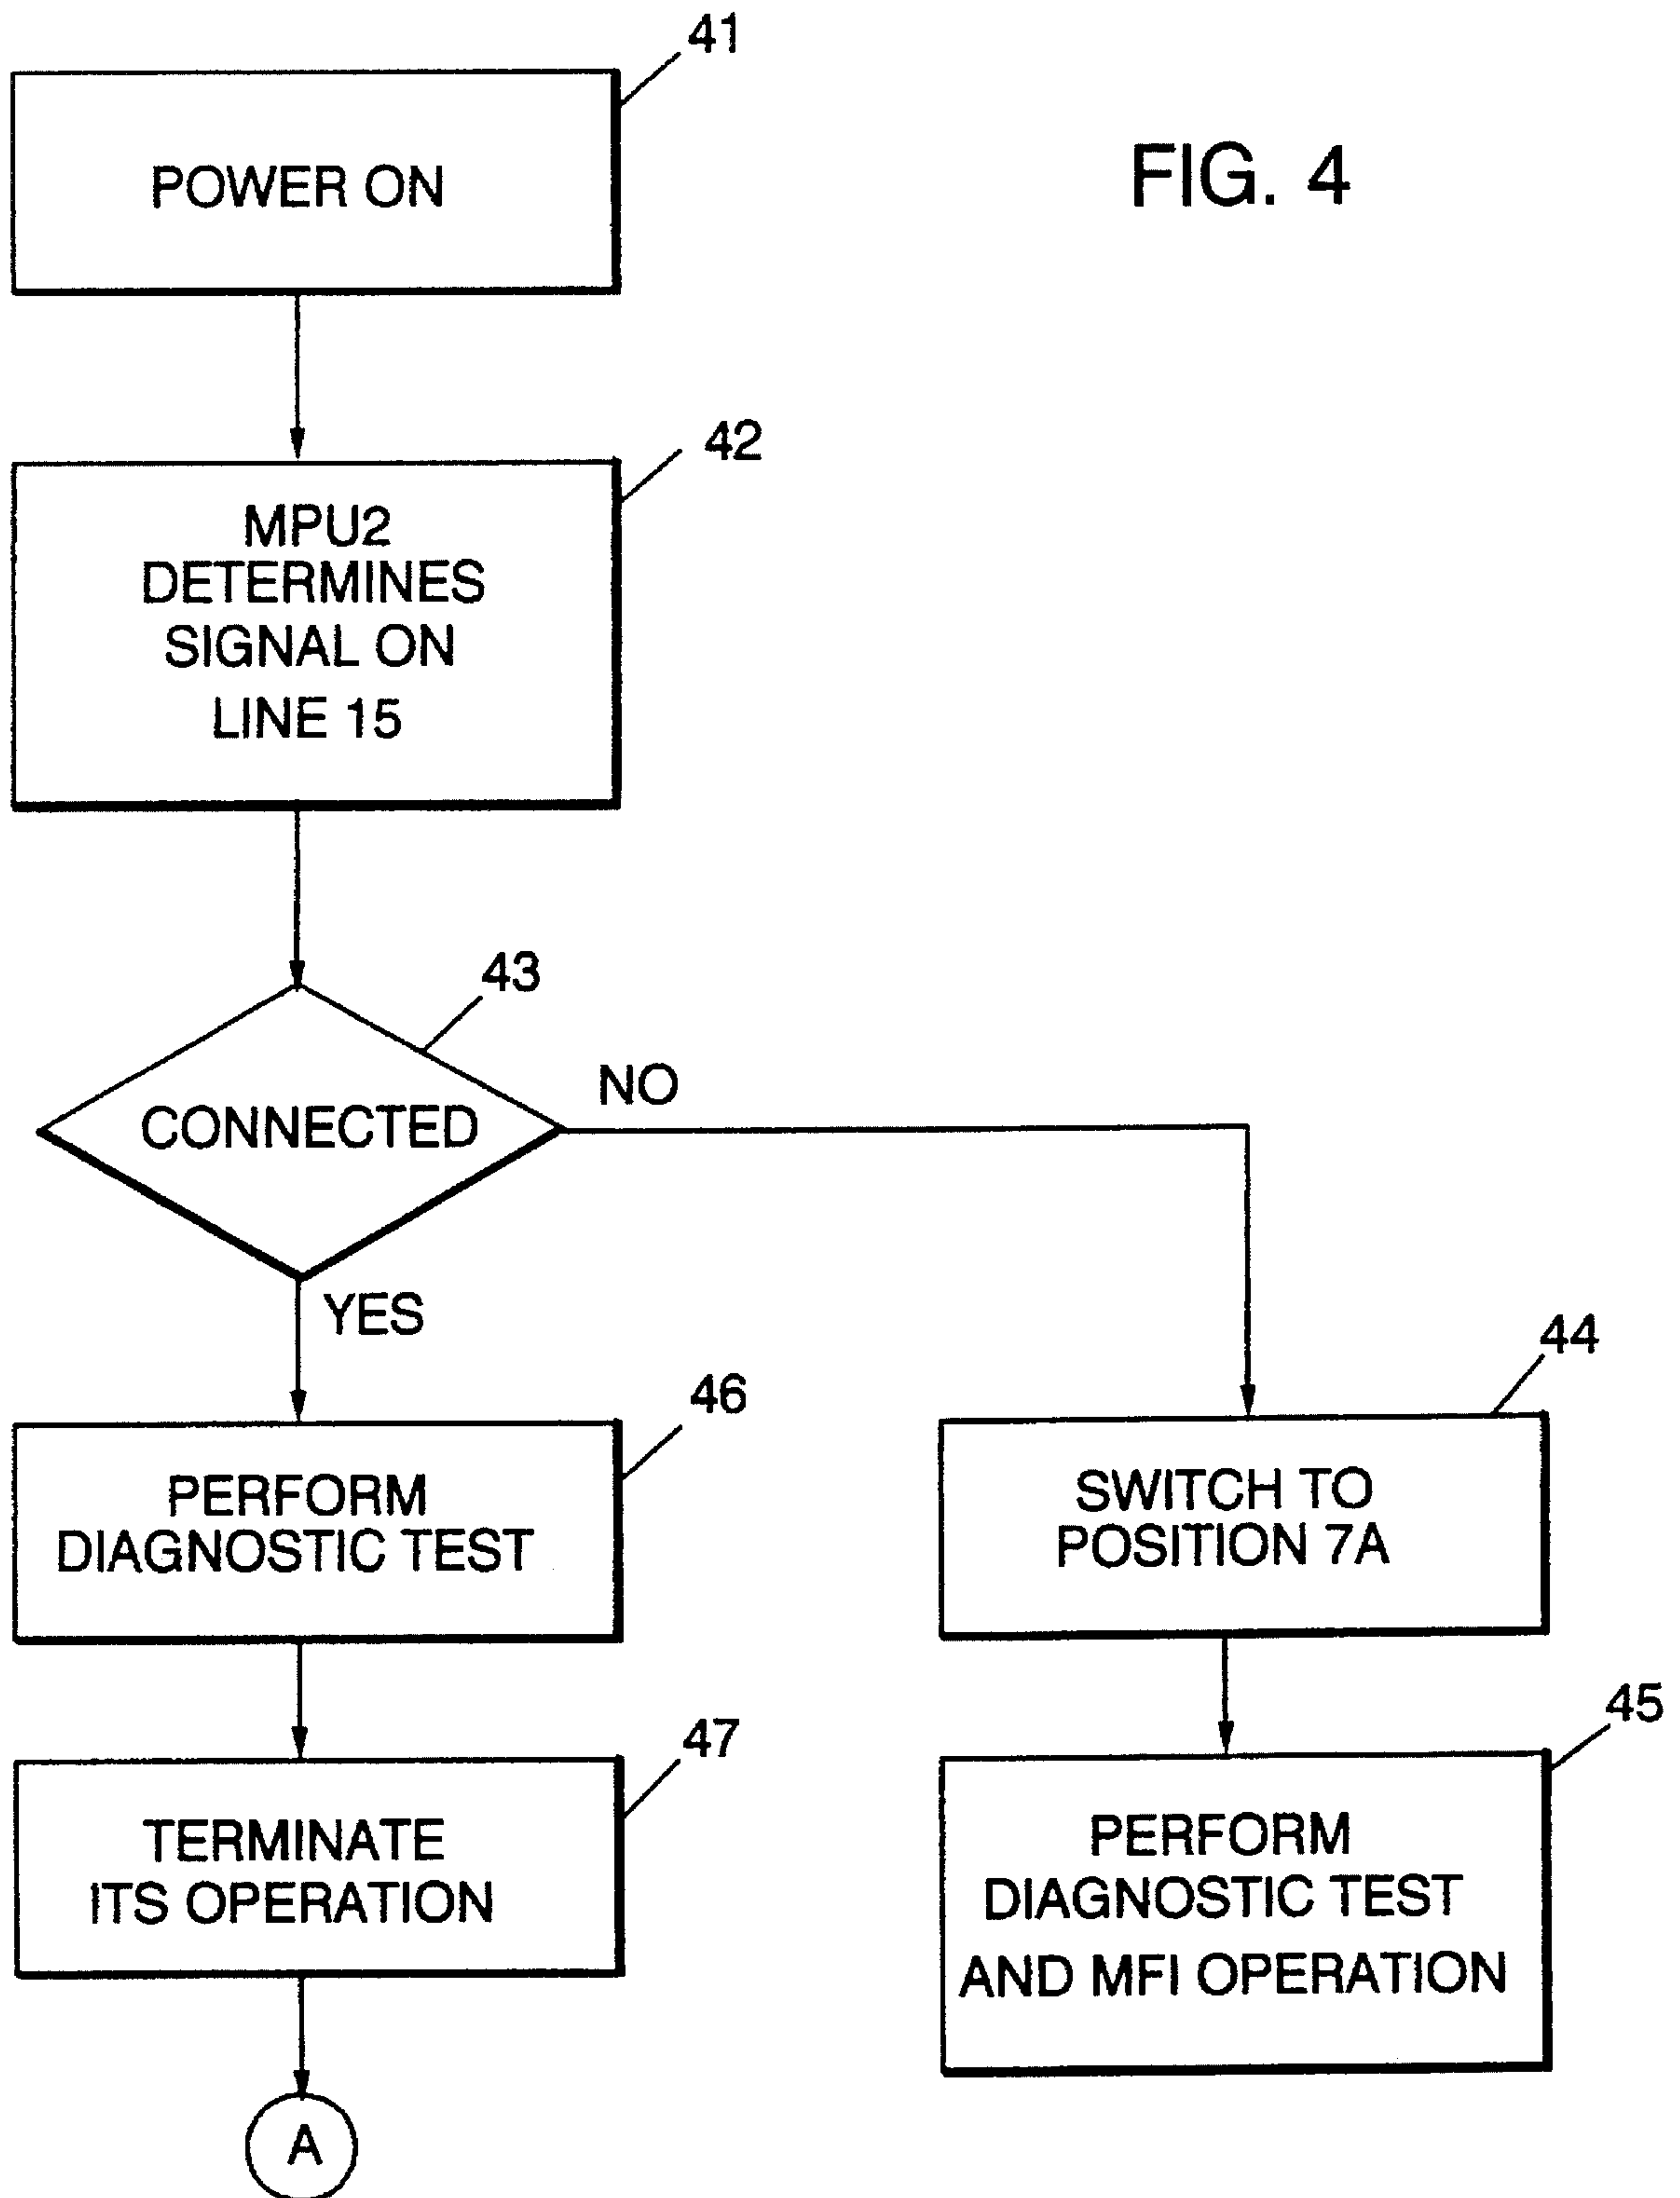 41
POWER ON
FIG. 4
42
MPU2
DETERMINES
SIGNAL ON
LINE 15
43
CONNECTED
NO
YES
46
PERFORM
DIAGNOSTIC TEST
44
SWITCH TO
POSITION 7A
47
TERMINATE
ITS OPERATION
45
PERFORM
DIAGNOSTIC TEST
AND MFI OPERATION
A